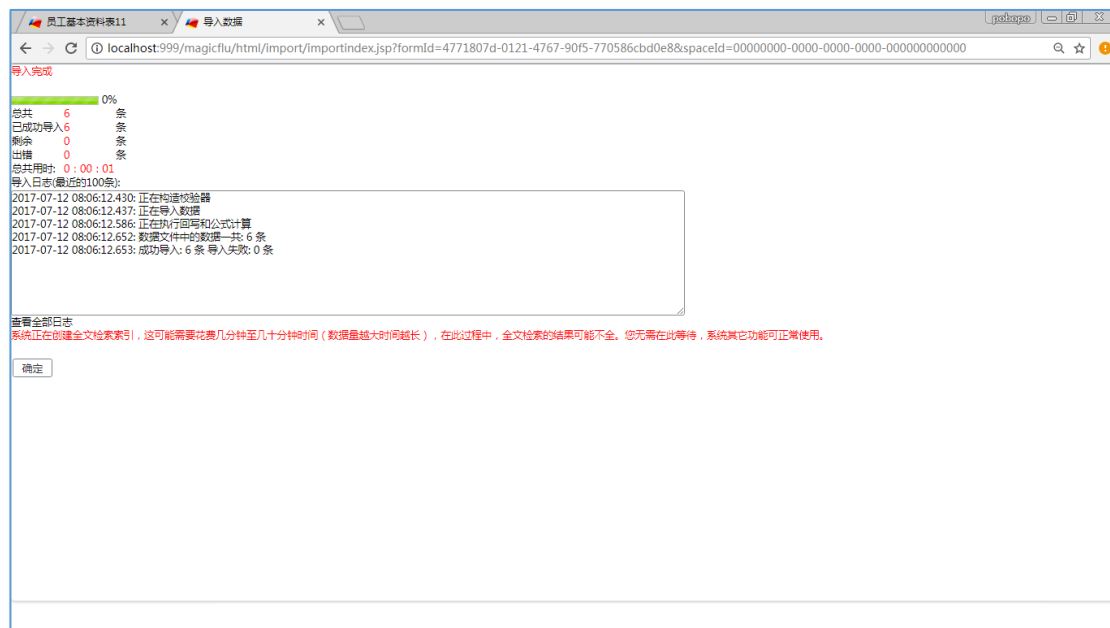 员工基本资料表11 导入数据 pobopo
localhost:999/magicflu/html/import/importindex.jsp?formId=4771807d-0121-4767-90f5-770586cbd0e8&spaceId=00000000-0000-0000-0000-000000000000
导入完成
0%
总共 6 条
已成功导入6 条
剩余 0 条
出错 0 条
总共用时: 0 : 00 : 01
导入日志(最近的100条):
2017-07-12 08:06:12.430: 正在构造校验器
2017-07-12 08:06:12.437: 正在导入数据
2017-07-12 08:06:12.586: 正在执行回写和公式计算
2017-07-12 08:06:12.652: 数据文件中的数据一共: 6 条
2017-07-12 08:06:12.653: 成功导入: 6 条 导入失败: 0 条
查看全部日志
系统正在创建全文检索索引，这可能需要花费几分钟至几十分钟时间（数据量越大时间越长），在此过程中，全文检索的结果可能不全。您无需在此等待，系统其它功能可正常使用。
确定